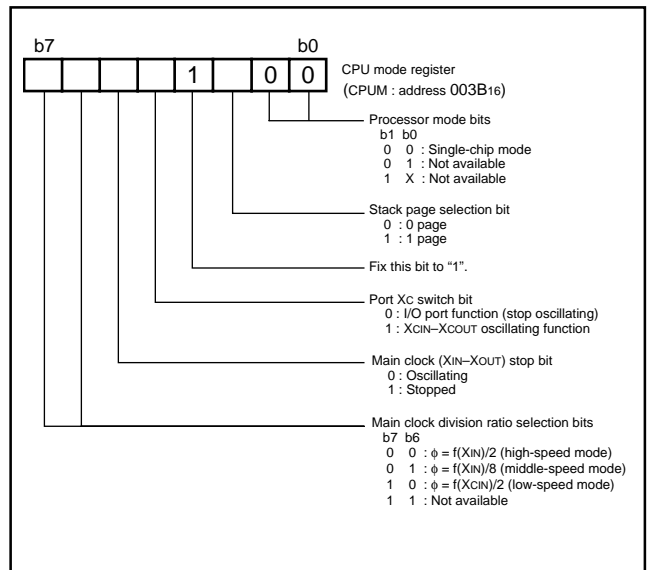 b7 b0
1 0 0
CPU mode register
(CPUM : address 003B16)
Processor mode bits
b1 b0
0 0 : Single-chip mode
0 1 : Not available
1 X : Not available
Stack page selection bit
0 : 0 page
1 : 1 page
Fix this bit to “1”.
Port XC switch bit
0 : I/O port function (stop oscillating)
1 : XCIN–XCOUT oscillating function
Main clock (XIN–XOUT) stop bit
0 : Oscillating
1 : Stopped
Main clock division ratio selection bits
b7 b6
0 0 : φ = f(XIN)/2 (high-speed mode)
0 1 : φ = f(XIN)/8 (middle-speed mode)
1 0 : φ = f(XCIN)/2 (low-speed mode)
1 1 : Not available